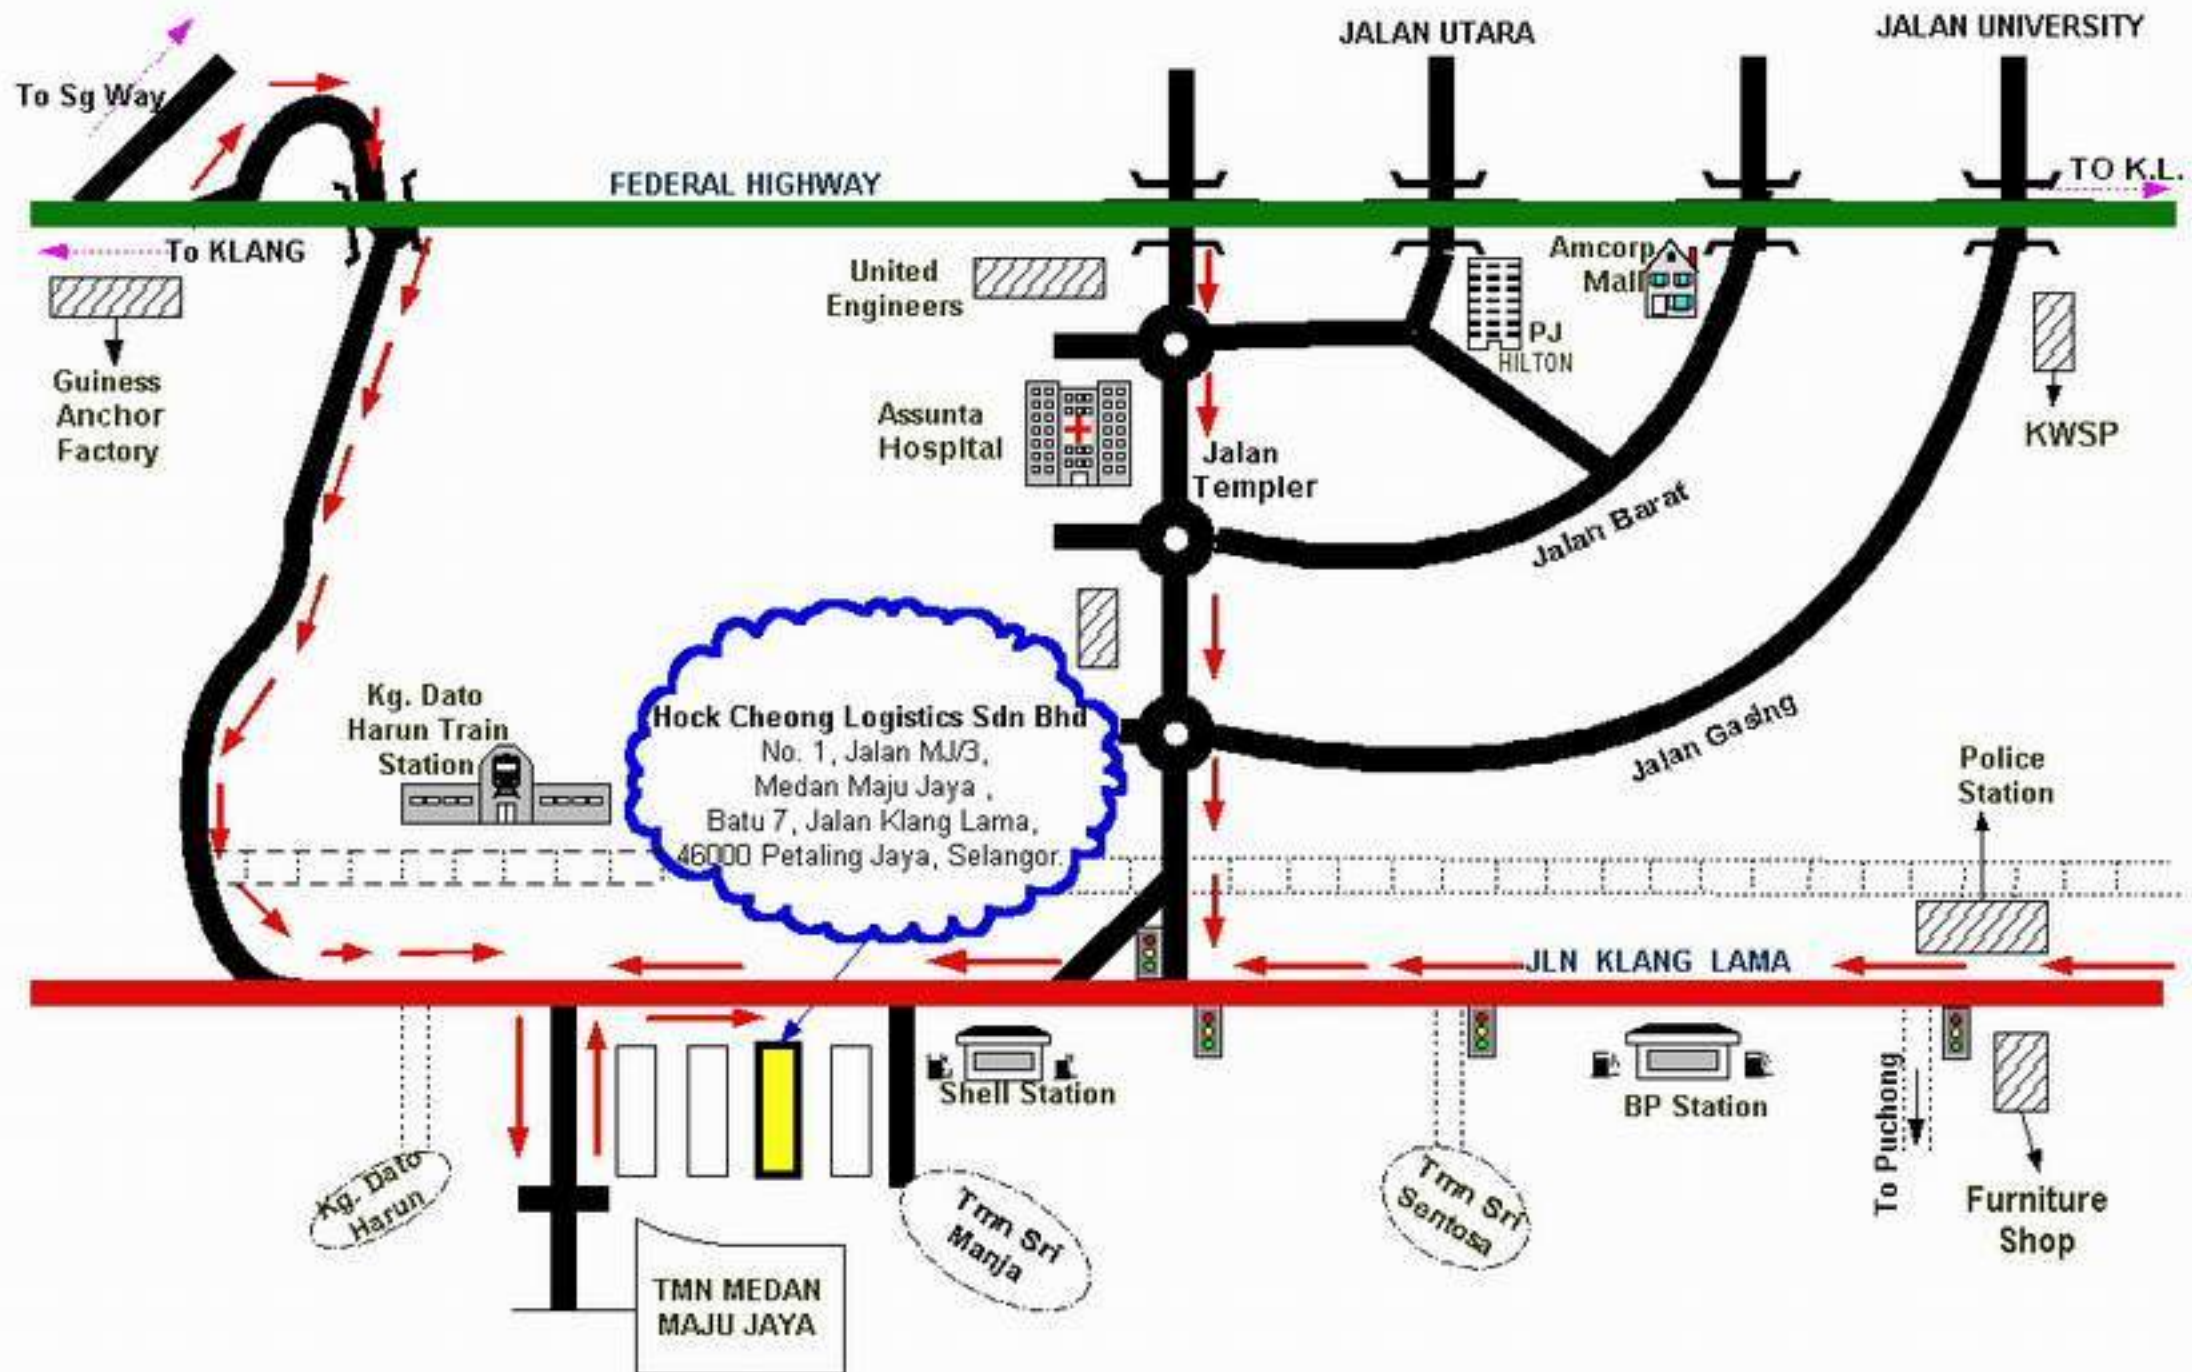 JALAN UTARA
JALAN UNIVERSITY
To Sg Way
FEDERAL HIGHWAY
TO K.L.
To KLANG
Guiness
Anchor
Factory
United
Engineers
Amcorp
Mall
PJ
HILTON
KWSP
Assunta
Hospital
Jalan
Templer
Jalan Barat
Jalan Gasing
Kg. Dato
Harun Train
Station
Hock Cheong Logistics Sdn Bhd
No. 1, Jalan MJ/3,
Medan Maju Jaya ,
Batu 7, Jalan Klang Lama,
46000 Petaling Jaya, Selangor.
Police
Station
JLN KLANG LAMA
Shell Station
BP Station
To Puchong
Furniture
Shop
Kg. Dato
Harun
Tmn Sri
Manja
Tmn Sri
Sentosa
TMN MEDAN
MAJU JAYA